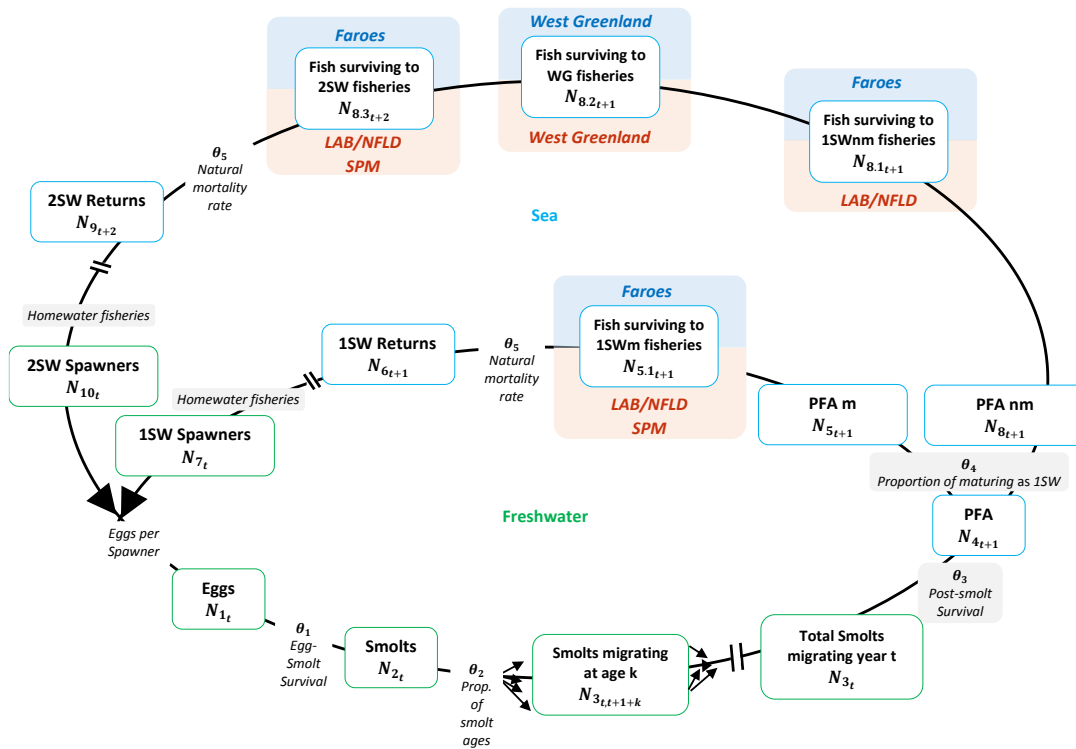 Faroes
Fish surviving to
2SW fisheries
N8.3t+2
LAB/NFLD
SPM
West Greenland
Fish surviving to
WG fisheries
N8.2t+1
West Greenland
Faroes
Fish surviving to
1SWnm fisheries
N8.1t+1
LAB/NFLD
θ5
Natural
mortality
rate
2SW Returns
N9t+2
Sea
Homewater fisheries
2SW Spawners
N10t
Faroes
Fish surviving to
1SWm fisheries
N5.1t+1
LAB/NFLD
SPM
θ5
Natural
mortality
rate
1SW Returns
N6t+1
Homewater fisheries
1SW Spawners
N7t
PFA m
N5t+1
PFA nm
N8t+1
θ4
Proportion of maturing as 1SW
PFA
N4t+1
Freshwater
Eggs per
Spawner
Eggs
N1t
θ1
Egg-
Smolt
Survival
Smolts
N2t
θ2
Prop.
of
smolt
ages
Smolts migrating
at age k
N3t,t+1+k
Total Smolts
migrating year t
N3t
θ3
Post-smolt
Survival